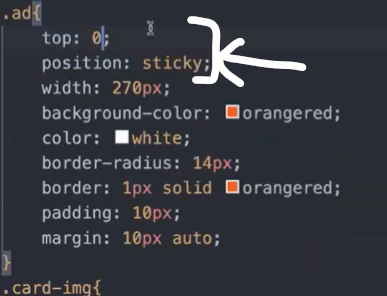 .ad{
top: 0;
position: sticky;
width: 270px;
background-color: orangered;
color: white;
border-radius: 14px;
border: 1px solid orangered;
padding: 10px;
margin: 10px auto;
}
.card-img{